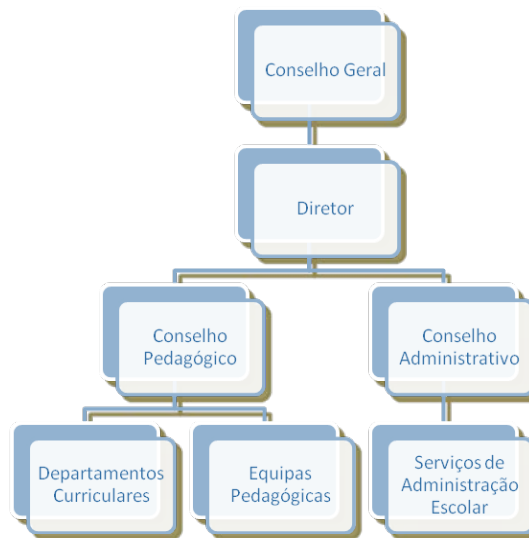 Conselho Geral
Diretor
Conselho
Pedagógico
Conselho
Administrativo
Departamentos
Curriculares
Equipas
Pedagógicas
Serviços de
Administração
Escolar